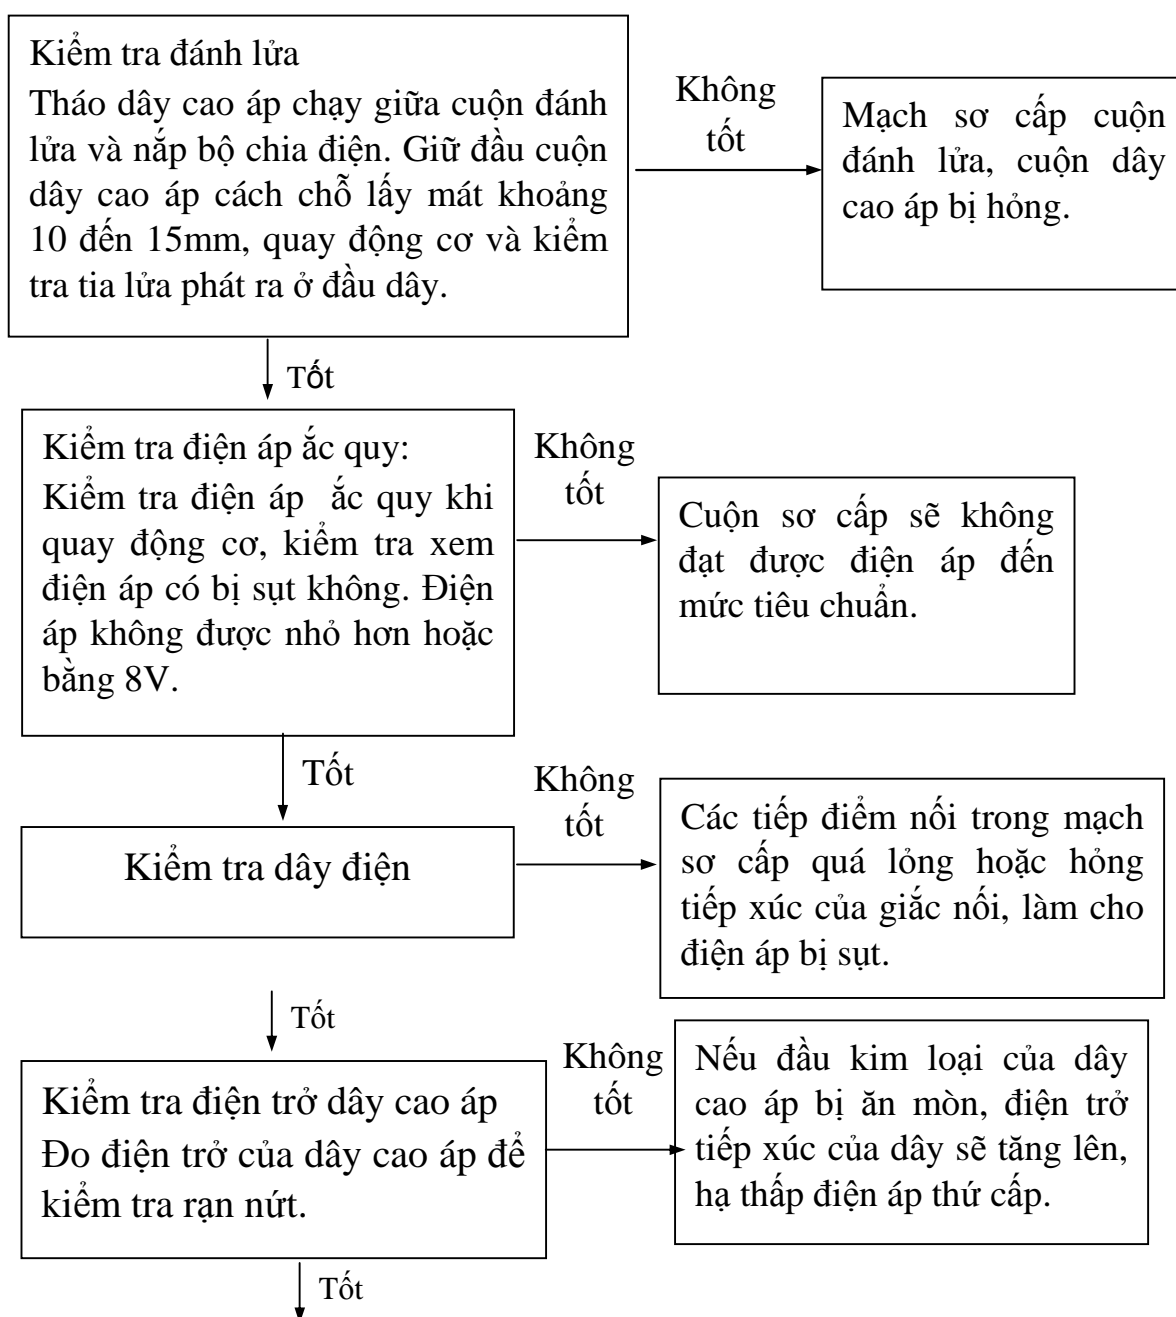 Kiểm tra đánh lửa
Tháo dây cao áp chạy giữa cuộn đánh
lửa và nắp bộ chia điện. Giữ đầu cuộn
dây cao áp cách chỗ lấy mát khoảng
10 đến 15mm, quay động cơ và kiểm
tra tia lửa phát ra ở đầu dây.
Không
tốt
Mạch sơ cấp cuộn
đánh lửa, cuộn dây
cao áp bị hỏng.
Tốt
Kiểm tra điện áp ắc quy:
Kiểm tra điện áp ắc quy khi
quay động cơ, kiểm tra xem
điện áp có bị sụt không. Điện
áp không được nhỏ hơn hoặc
bằng 8V.
Không
tốt
Cuộn sơ cấp sẽ không
đạt được điện áp đến
mức tiêu chuẩn.
Tốt
Kiểm tra dây điện
Không
tốt
Các tiếp điểm nối trong mạch
sơ cấp quá lỏng hoặc hỏng
tiếp xúc của giắc nối, làm cho
điện áp bị sụt.
Tốt
Kiểm tra điện trở dây cao áp
Đo điện trở của dây cao áp để
kiểm tra rạn nứt.
Không
tốt
Nếu đầu kim loại của dây
cao áp bị ăn mòn, điện trở
tiếp xúc của dây sẽ tăng lên,
hạ thấp điện áp thứ cấp.
Tốt